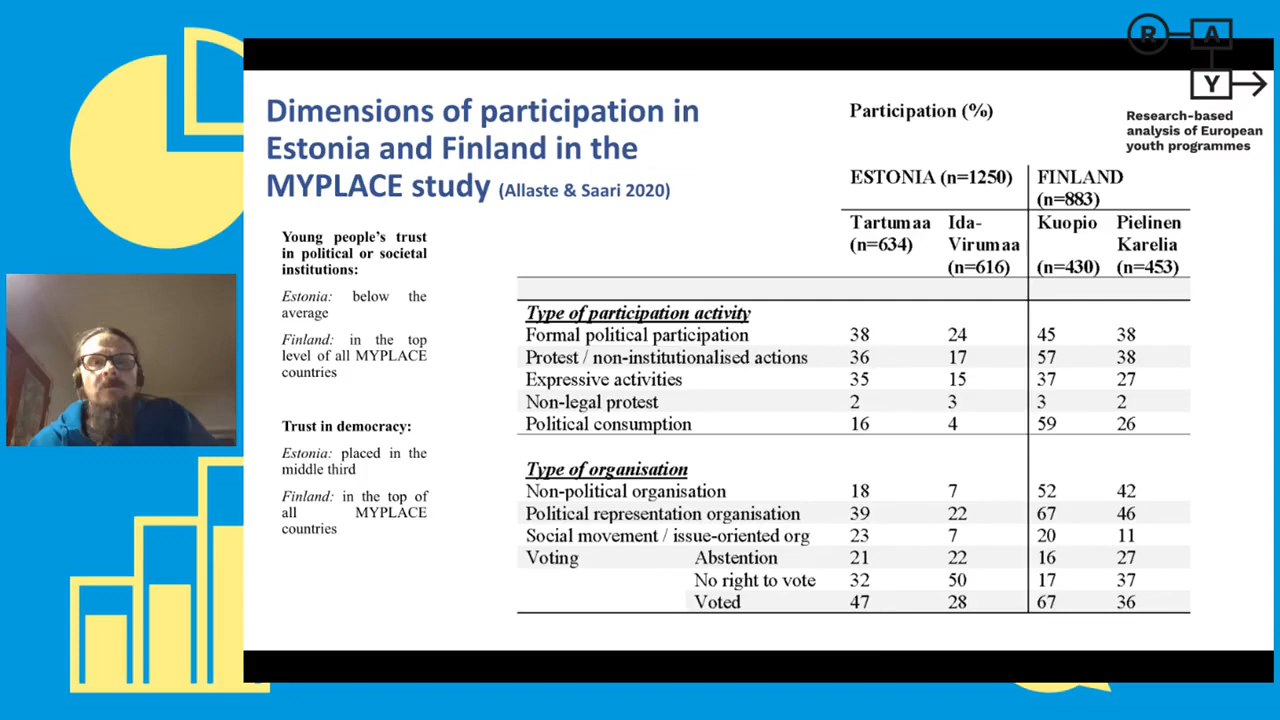 R A
Y
Research-based
analysis of European
youth programmes
Dimensions of participation in
Estonia and Finland in the
MYPLACE study (Allaste & Saari 2020)
Young people's trust
in political or societal
institutions:
Estonia: below the
average
Finland: in the top
level of all MYPLACE
countries
Trust in democracy:
Estonia: placed in the
middle third
Finland: in the top of
all MYPLACE
countries
Participation (%)
ESTONIA (n=1250) FINLAND
(n=883)
Tartumaa Ida- Kuopio Pielinen
(n=634) Virumaa Karelia
(n=616) (n=430) (n=453)
Type of participation activity
Formal political participation 38 24 45 38
Protest / non-institutionalised actions 36 17 57 38
Expressive activities 35 15 37 27
Non-legal protest 2 3 3 2
Political consumption 16 4 59 26
Type of organisation
Non-political organisation 18 7 52 42
Political representation organisation 39 22 67 46
Social movement / issue-oriented org 23 7 20 11
Voting Abstention 21 22 16 27
No right to vote 32 50 17 37
Voted 47 28 67 36